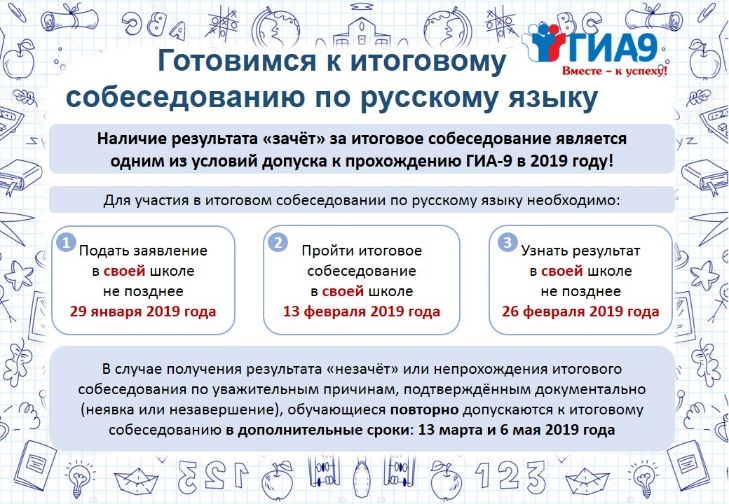 Готовимся к итоговому
собеседованию по русскому языку
ГИА9
Вместе – к успеху!
Наличие результата «зачёт» за итоговое собеседование является
одним из условий допуска к прохождению ГИА-9 в 2019 году!
Для участия в итоговом собеседовании по русскому языку необходимо:
1
Подать заявление
в своей школе
не позднее
29 января 2019 года
2
Пройти итоговое
собеседование
в своей школе
13 февраля 2019 года
3
Узнать результат
в своей школе
не позднее
26 февраля 2019 года
В случае получения результата «незачёт» или непрохождения итогового
собеседования по уважительным причинам, подтверждённым документально
(неявка или незавершение), обучающиеся повторно допускаются к итоговому
собеседованию в дополнительные сроки: 13 марта и 6 мая 2019 года
123